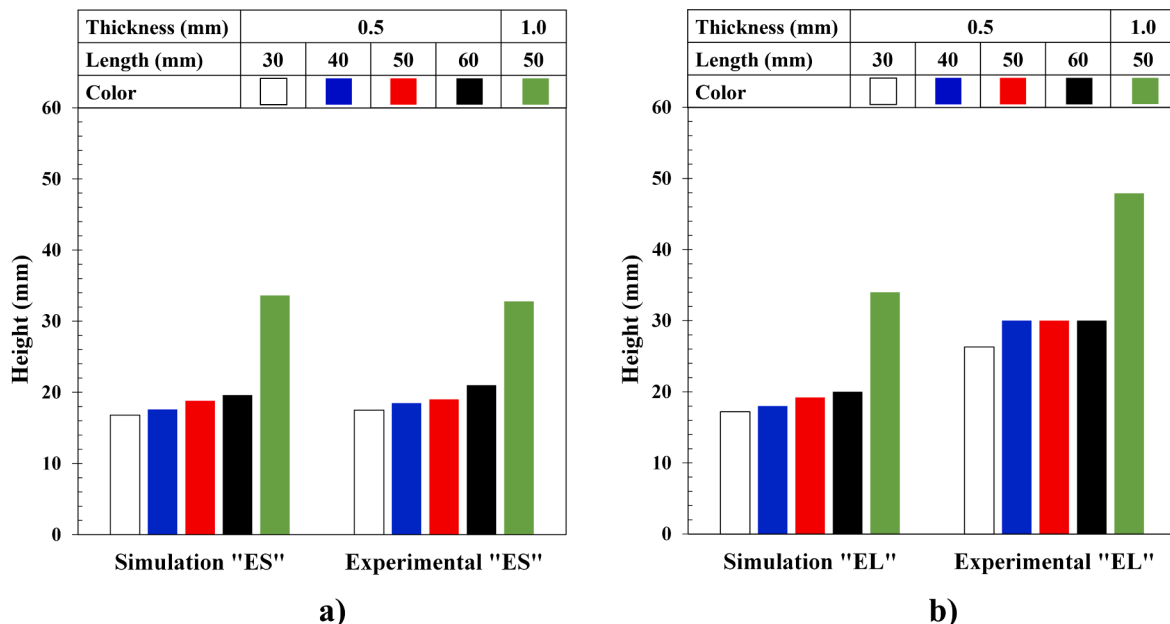 Thickness (mm) 0.5 1.0
Length (mm) 30 40 50 60 50
Color
60
50
40
30
20
10
0
Height (mm)
Simulation "ES" Experimental "ES"
a)
Thickness (mm) 0.5 1.0
Length (mm) 30 40 50 60 50
Color
60
50
40
30
20
10
0
Height (mm)
Simulation "EL" Experimental "EL"
b)